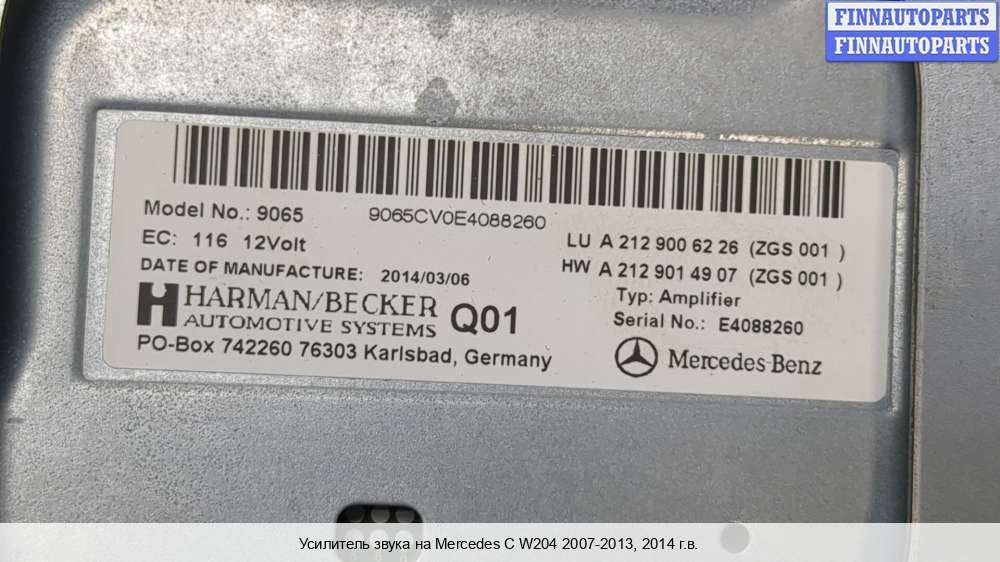 FINNAUTOPARTS
FINNAUTOPARTS
Model No.: 9065
9065CV0E4088260
EC: 116 12Volt
LU A 212 900 62 26 (ZGS 001 )
DATE OF MANUFACTURE: 2014/03/06
HW A 212 901 49 07 (ZGS 001 )
HARMAN/BECKER
AUTOMOTIVE SYSTEMS
Q01
Typ: Amplifier
Serial No.: E4088260
PO-Box 742260 76303 Karlsbad, Germany
Mercedes-Benz
Усилитель звука на Mercedes C W204 2007-2013, 2014 г.в.